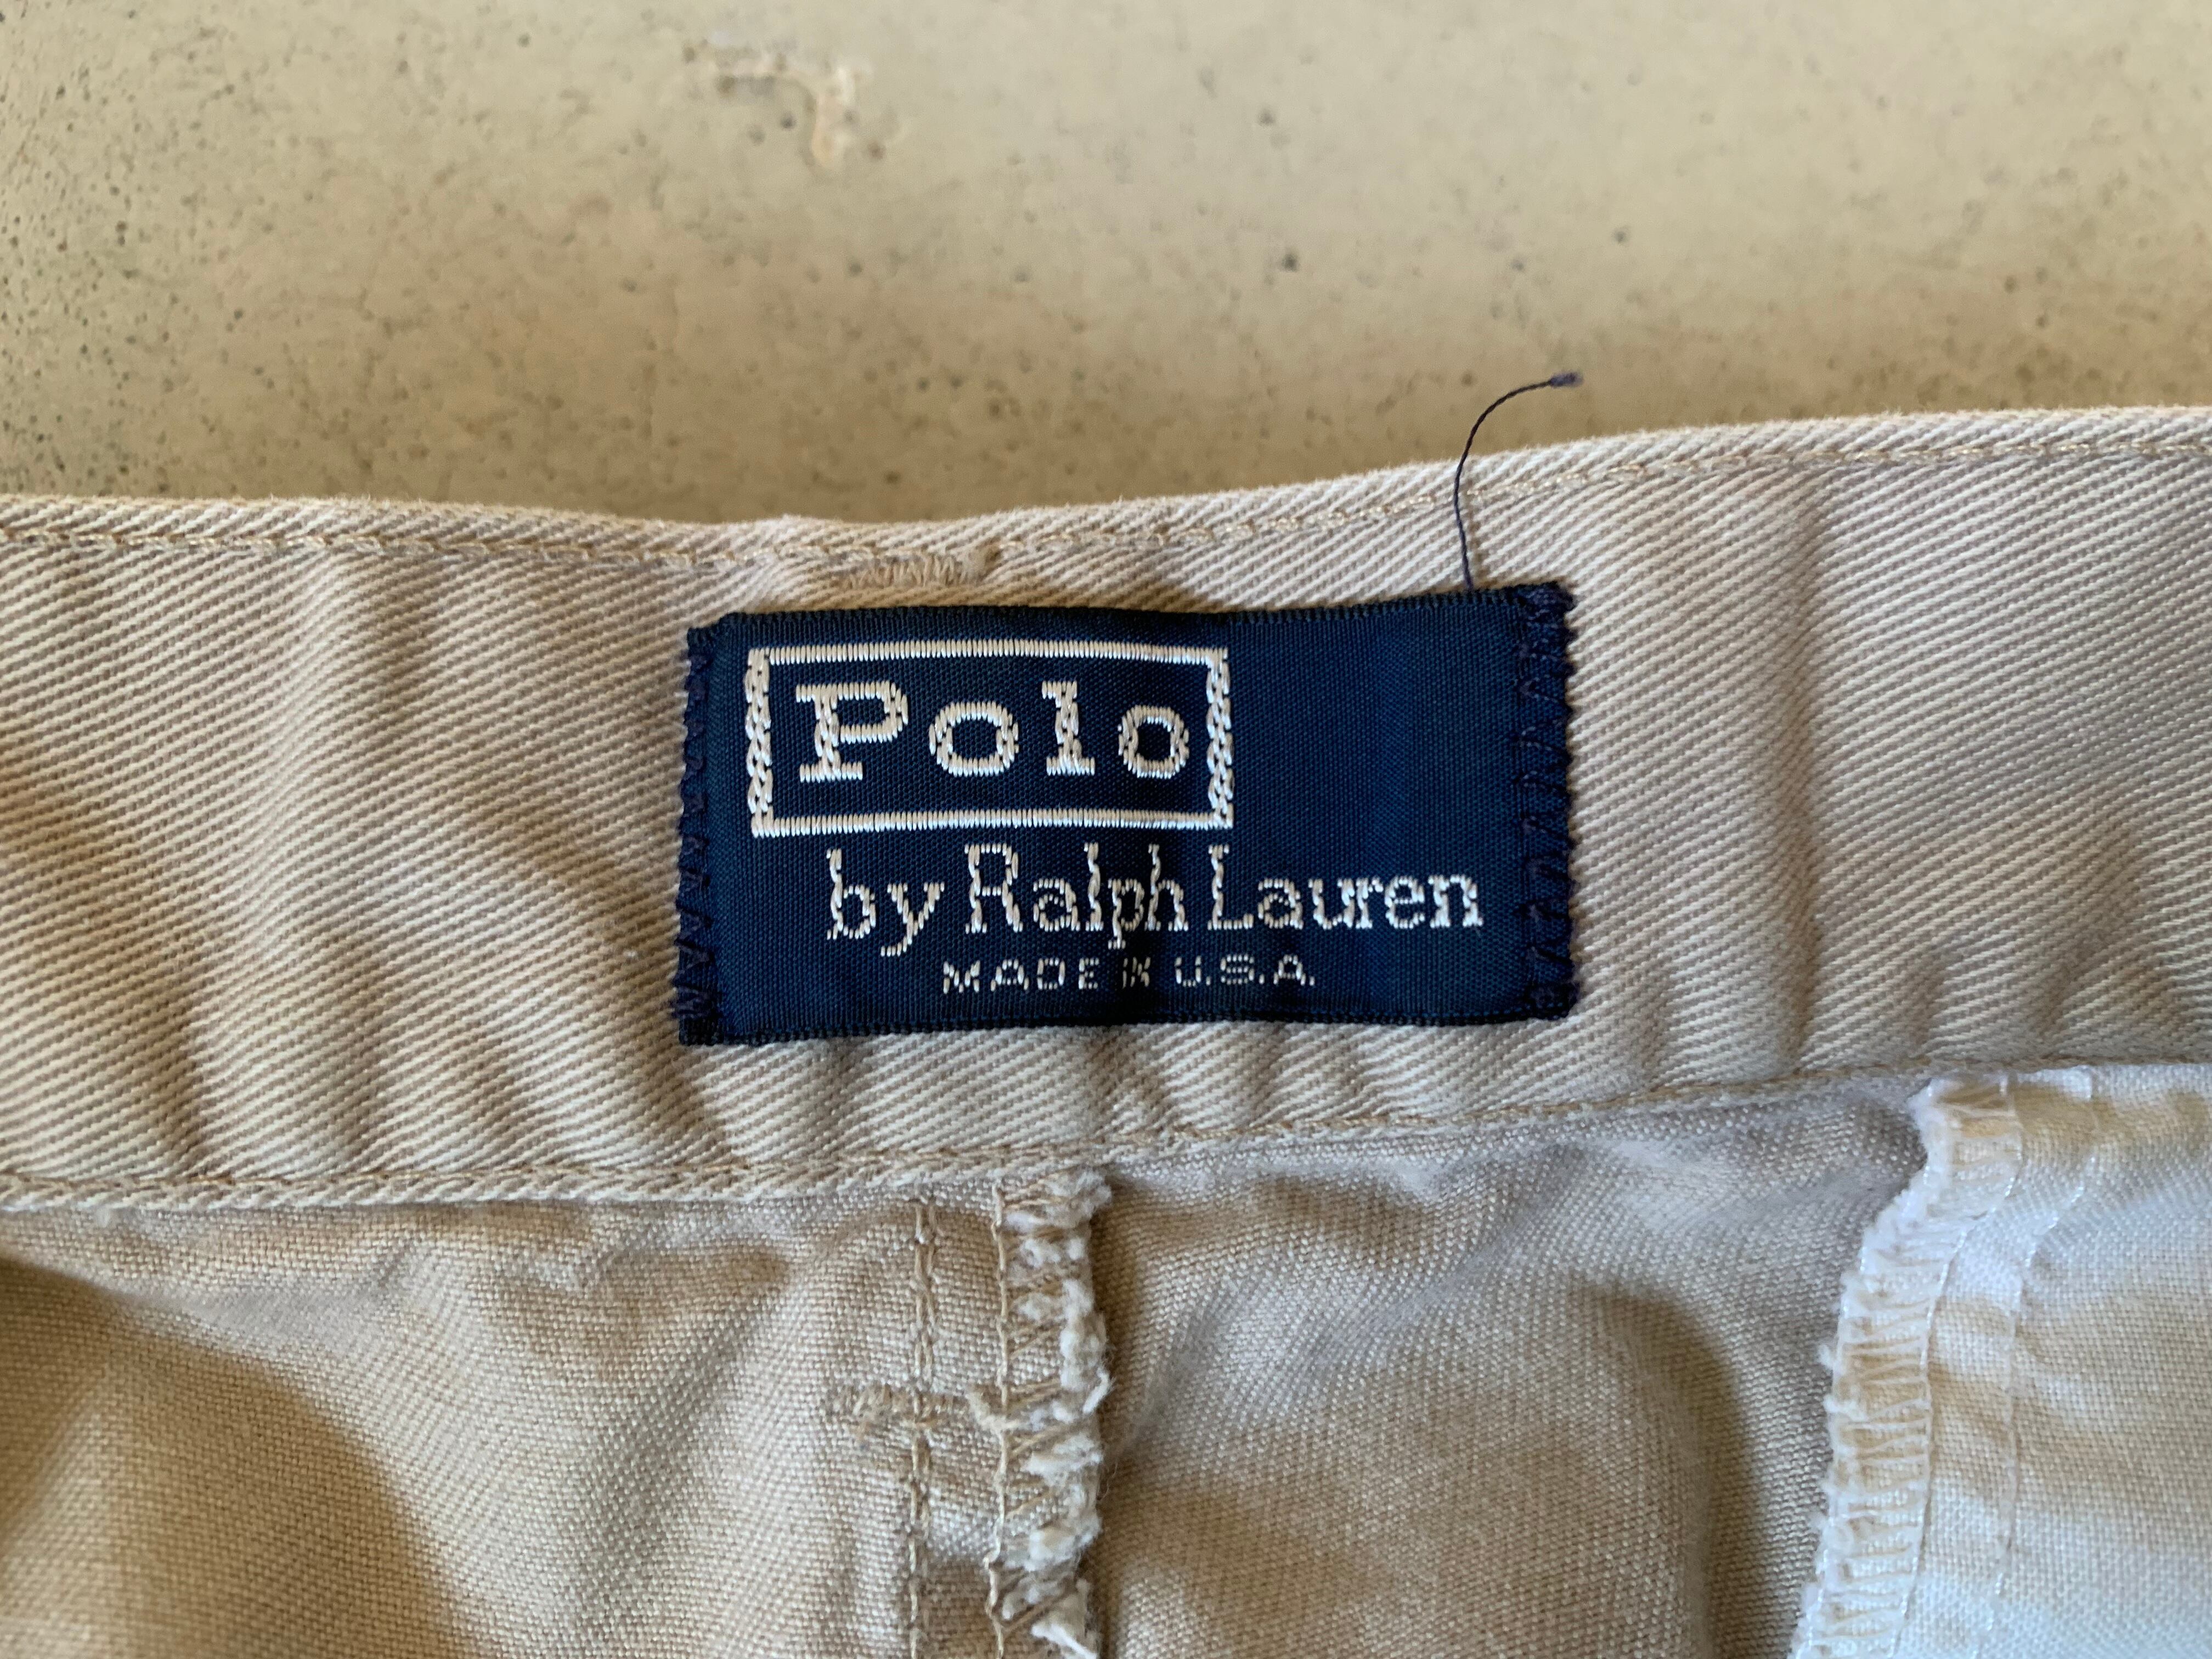 Polo
by Ralph Lauren
MADE IN U.S.A.